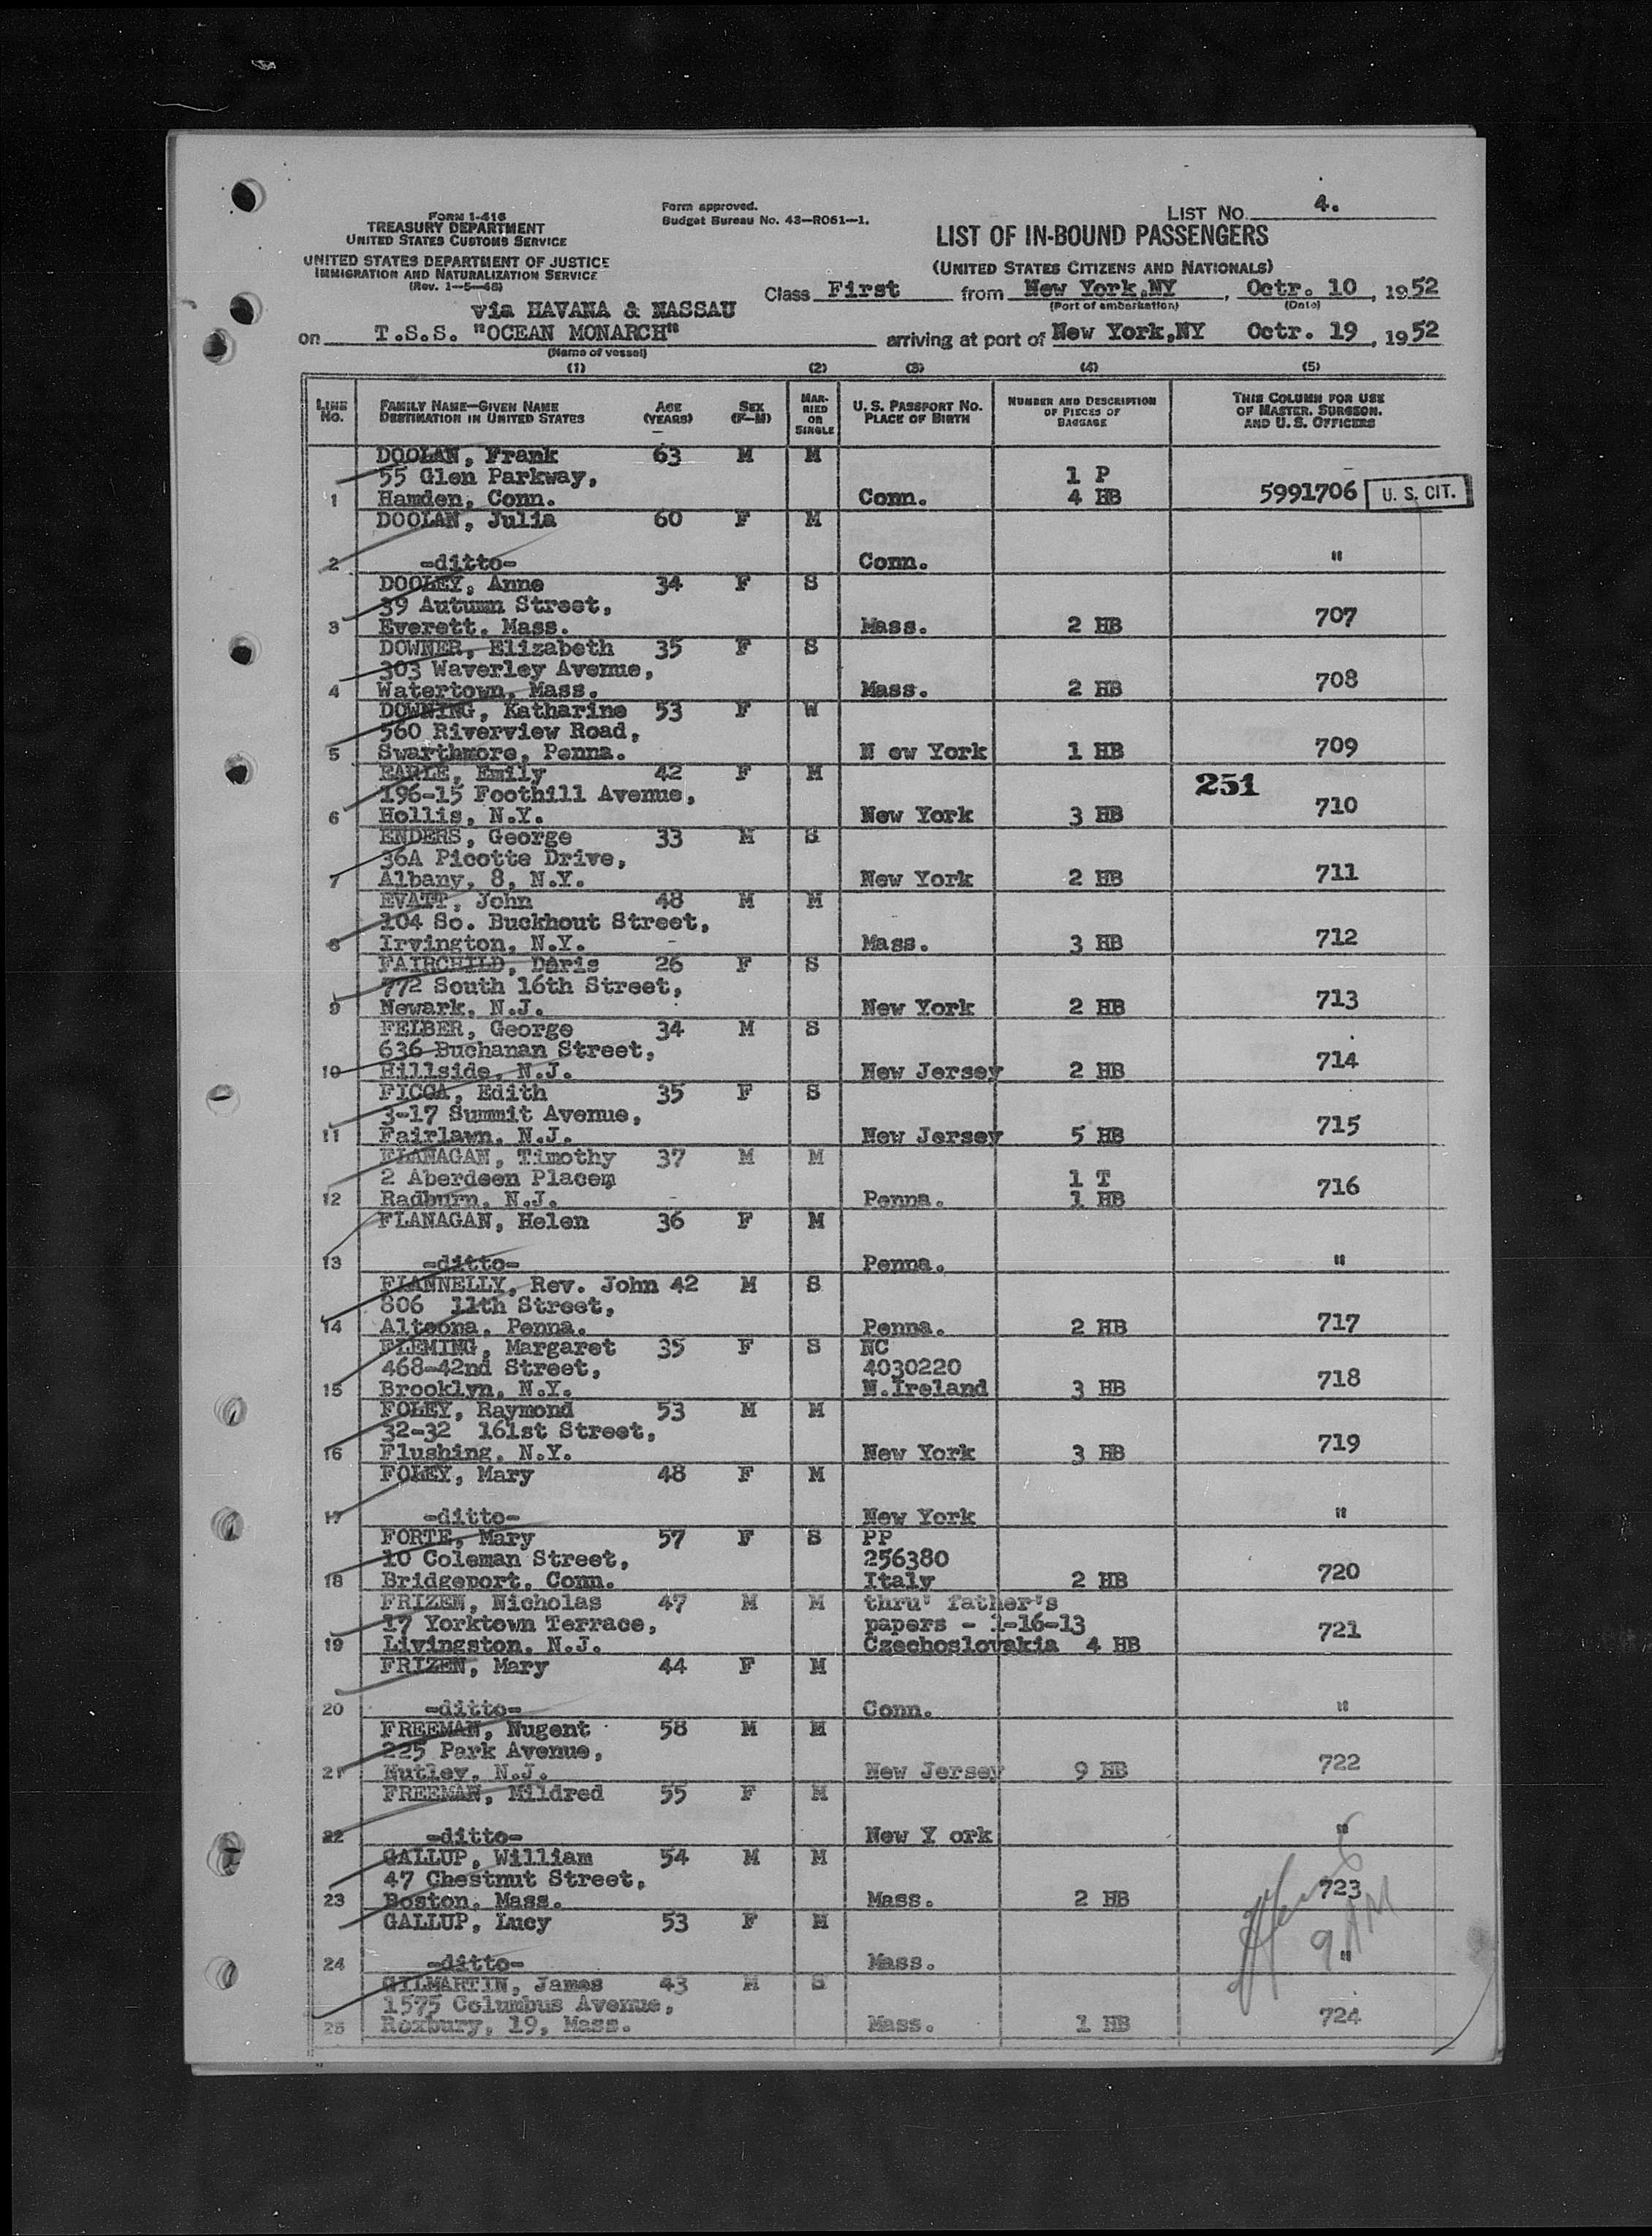 Form I-416
TREASURY DEPARTMENT
UNITED STATES CUSTOMS SERVICE
UNITED STATES DEPARTMENT OF JUSTICE
IMMIGRATION AND NATURALIZATION SERVICE
(Rev. 1-5-48)
Form approved.
Budget Bureau No. 43-R061-1.
LIST NO. 4.
LIST OF IN-BOUND PASSENGERS
(UNITED STATES CITIZENS AND NATIONALS)
Class First from New York,NY , Octr. 10 , 1952
(Port of embarkation) (Date)
via HAVANA & NASSAU
on T.S.S. "OCEAN MONARCH" arriving at port of New York,NY Octr. 19 , 1952
(Name of vessel)
(1) (2) (3) (4) (5)
LINE NO. FAMILY NAME—GIVEN NAME DESTINATION IN UNITED STATES AGE (YEARS) SEX (F-M) MARRIED OR SINGLE U. S. PASSPORT NO. PLACE OF BIRTH NUMBER AND DESCRIPTION OF PIECES OF BAGGAGE THIS COLUMN FOR USE OF MASTER, SURGEON, AND U. S. OFFICERS
DOOLAN, Frank 63 M M
55 Glen Parkway, 1 P
1 Hamden, Conn. Conn. 4 HB 5991706 U. S. CIT.
DOOLAN, Julia 60 F M
2 -ditto- Conn. "
DOOLEY, Anne 34 F S
39 Autumn Street, 707
3 Everett, Mass. Mass. 2 HB
DOWNER, Elizabeth 35 F S
303 Waverley Avenue, 708
4 Watertown, Mass. Mass. 2 HB
DOWNING, Katharine 53 F W
560 Riverview Road,
5 Swarthmore, Penna. N ew York 1 HB 709
EARLE, Emily 42 F M 251
196-15 Foothill Avenue, 710
6 Hollis, N.Y. New York 3 HB
ENDERS, George 33 M S
36A Picotte Drive,
7 Albany, 8, N.Y. New York 2 HB 711
EVATT, John 48 M M
104 So. Buckhout Street,
8 Irvington, N.Y. Mass. 3 HB 712
FAIRCHILD, Doris 26 F S
772 South 16th Street,
9 Newark, N.J. New York 2 HB 713
FELBER, George 34 M S
636 Buchanan Street,
10 Hillside, N.J. New Jersey 2 HB 714
FICCA, Edith 35 F S
3-17 Summit Avenue,
11 Fairlawn, N.J. New Jersey 5 HB 715
FLANAGAN, Timothy 37 M M
2 Aberdeen Placem 1 T 716
12 Radburn, N.J. Penna. 1 HB
FLANAGAN, Helen 36 F M
13 -ditto- Penna. "
FLANNELLY, Rev. John 42 M S
806 11th Street,
14 Altoona, Penna. Penna. 2 HB 717
FLEMING, Margaret 35 F S NC
468-42nd Street, 4030220
15 Brooklyn, N.Y. N.Ireland 3 HB 718
FOLEY, Raymond 53 M M
32-32 161st Street,
16 Flushing, N.Y. New York 3 HB 719
FOLEY, Mary 48 F M
17 -ditto- New York "
FORTE, Mary 57 F S PP
10 Coleman Street, 256380
18 Bridgeport, Conn. Italy 2 HB 720
FRIZEN, Nicholas 47 M M thru' father's
17 Yorktown Terrace, papers - 1-16-13 721
19 Livingston, N.J. Czechoslovakia 4 HB
FRIZEN, Mary 44 F M
20 -ditto- Conn. "
FREEMAN, Nugent 58 M M
225 Park Avenue,
21 Nutley, N.J. New Jersey 9 HB 722
FREEMAN, Mildred 55 F M
22 -ditto- New Y ork "
GALLUP, William 54 M M
47 Chestnut Street,
23 Boston, Mass. Mass. 2 HB 723
GALLUP, Lucy 53 F M
9 AM
24 -ditto- Mass. "
GILMARTIN, James 43 M S
1575 Columbus Avenue,
25 Roxbury, 19, Mass. Mass. 1 HB 724